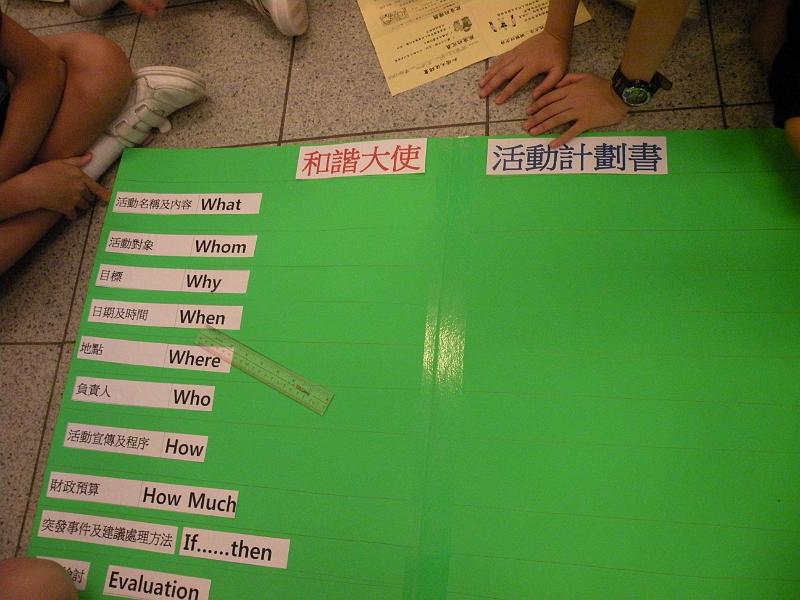 和諧大使 活動計劃書
活動名稱及內容 What
活動對象 Whom
目標 Why
日期及時間 When
地點 Where
負責人 Who
活動宣傳及程序 How
財政預算 How Much
突發事件及建議處理方法 If......then
討 Evaluation